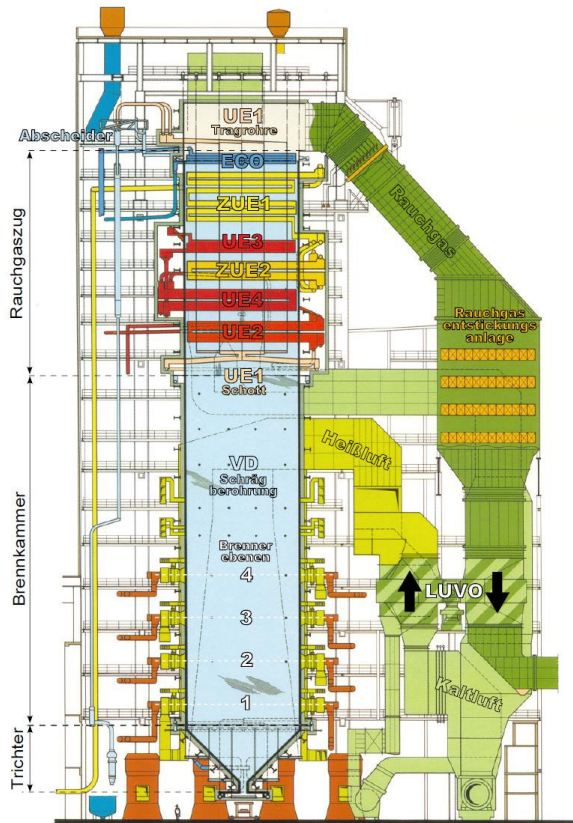 UE1
Tragrohre
Abscheider
ECO
ZUE1
UE3
ZUE2
UE4
UE2
UE1
Schott
Rauchgas
Rauchgas
entstickungs
anlage
Rauchgaszug
VD
Schräg
berohrung
Heißluft
Brenner
ebenen
4
3
2
1
LUVO
Kaltluft
Brennkammer
Trichter